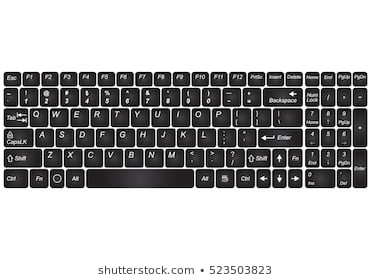 Esc F1 F2 F3 F4 F5 F6 F7 F8 F9 F10 F11 F12 PrtSc Insert Delete Home End PgUp PgDn
! 1 @ 2 # 3 $ 4 % 5 ^ 6 & 7 * 8 ( 9 ) 0 Backspace Num Lock / * -
Tab Q W E R T Y U I O P 7 Home 8 9 PgUp +
CapsLK A S D F G H J K L Enter 4 5 6
Shift Z X C V B N M < > ? / Shift 1 End 2 3 PgDn Enter
Ctrl Fn Alt Alt Ctrl 0 Ins Del
shutterstock.com • 523503823